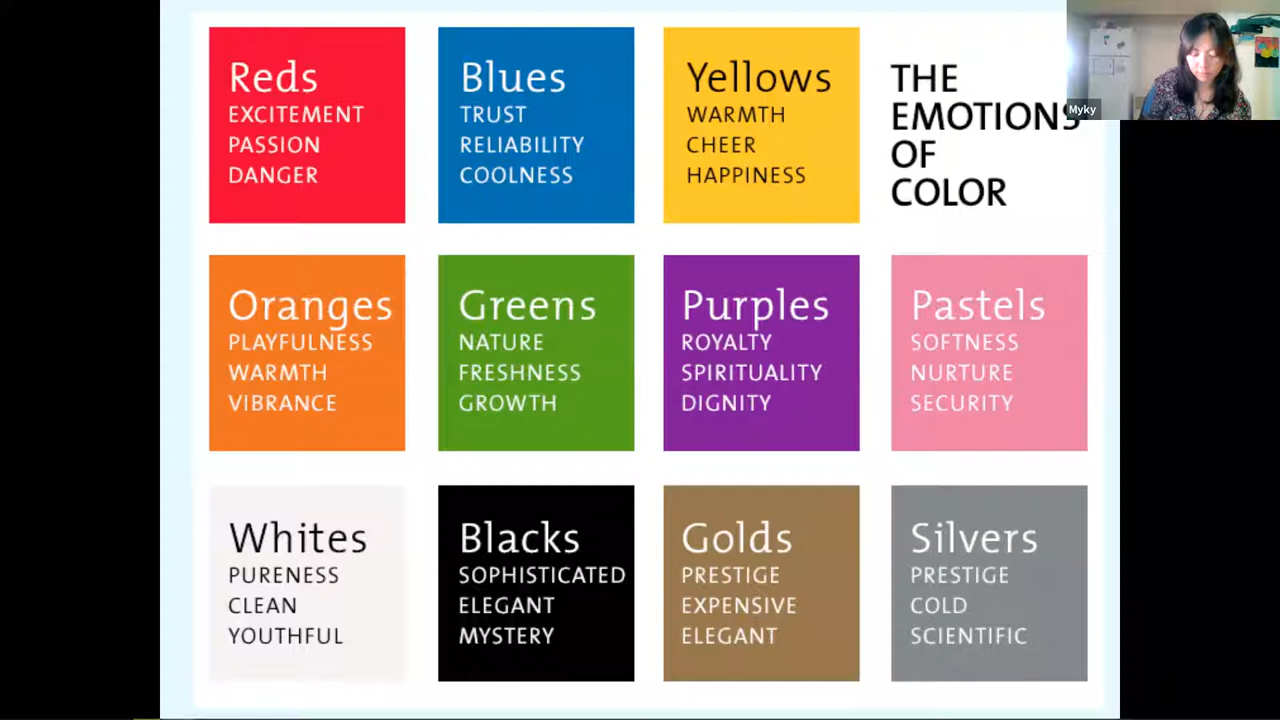 Reds
EXCITEMENT
PASSION
DANGER
Blues
TRUST
RELIABILITY
COOLNESS
Yellows
WARMTH
CHEER
HAPPINESS
THE
EMOTIONS
OF
COLOR
Myky
Oranges
PLAYFULNESS
WARMTH
VIBRANCE
Greens
NATURE
FRESHNESS
GROWTH
Purples
ROYALTY
SPIRITUALITY
DIGNITY
Pastels
SOFTNESS
NURTURE
SECURITY
Whites
PURENESS
CLEAN
YOUTHFUL
Blacks
SOPHISTICATED
ELEGANT
MYSTERY
Golds
PRESTIGE
EXPENSIVE
ELEGANT
Silvers
PRESTIGE
COLD
SCIENTIFIC